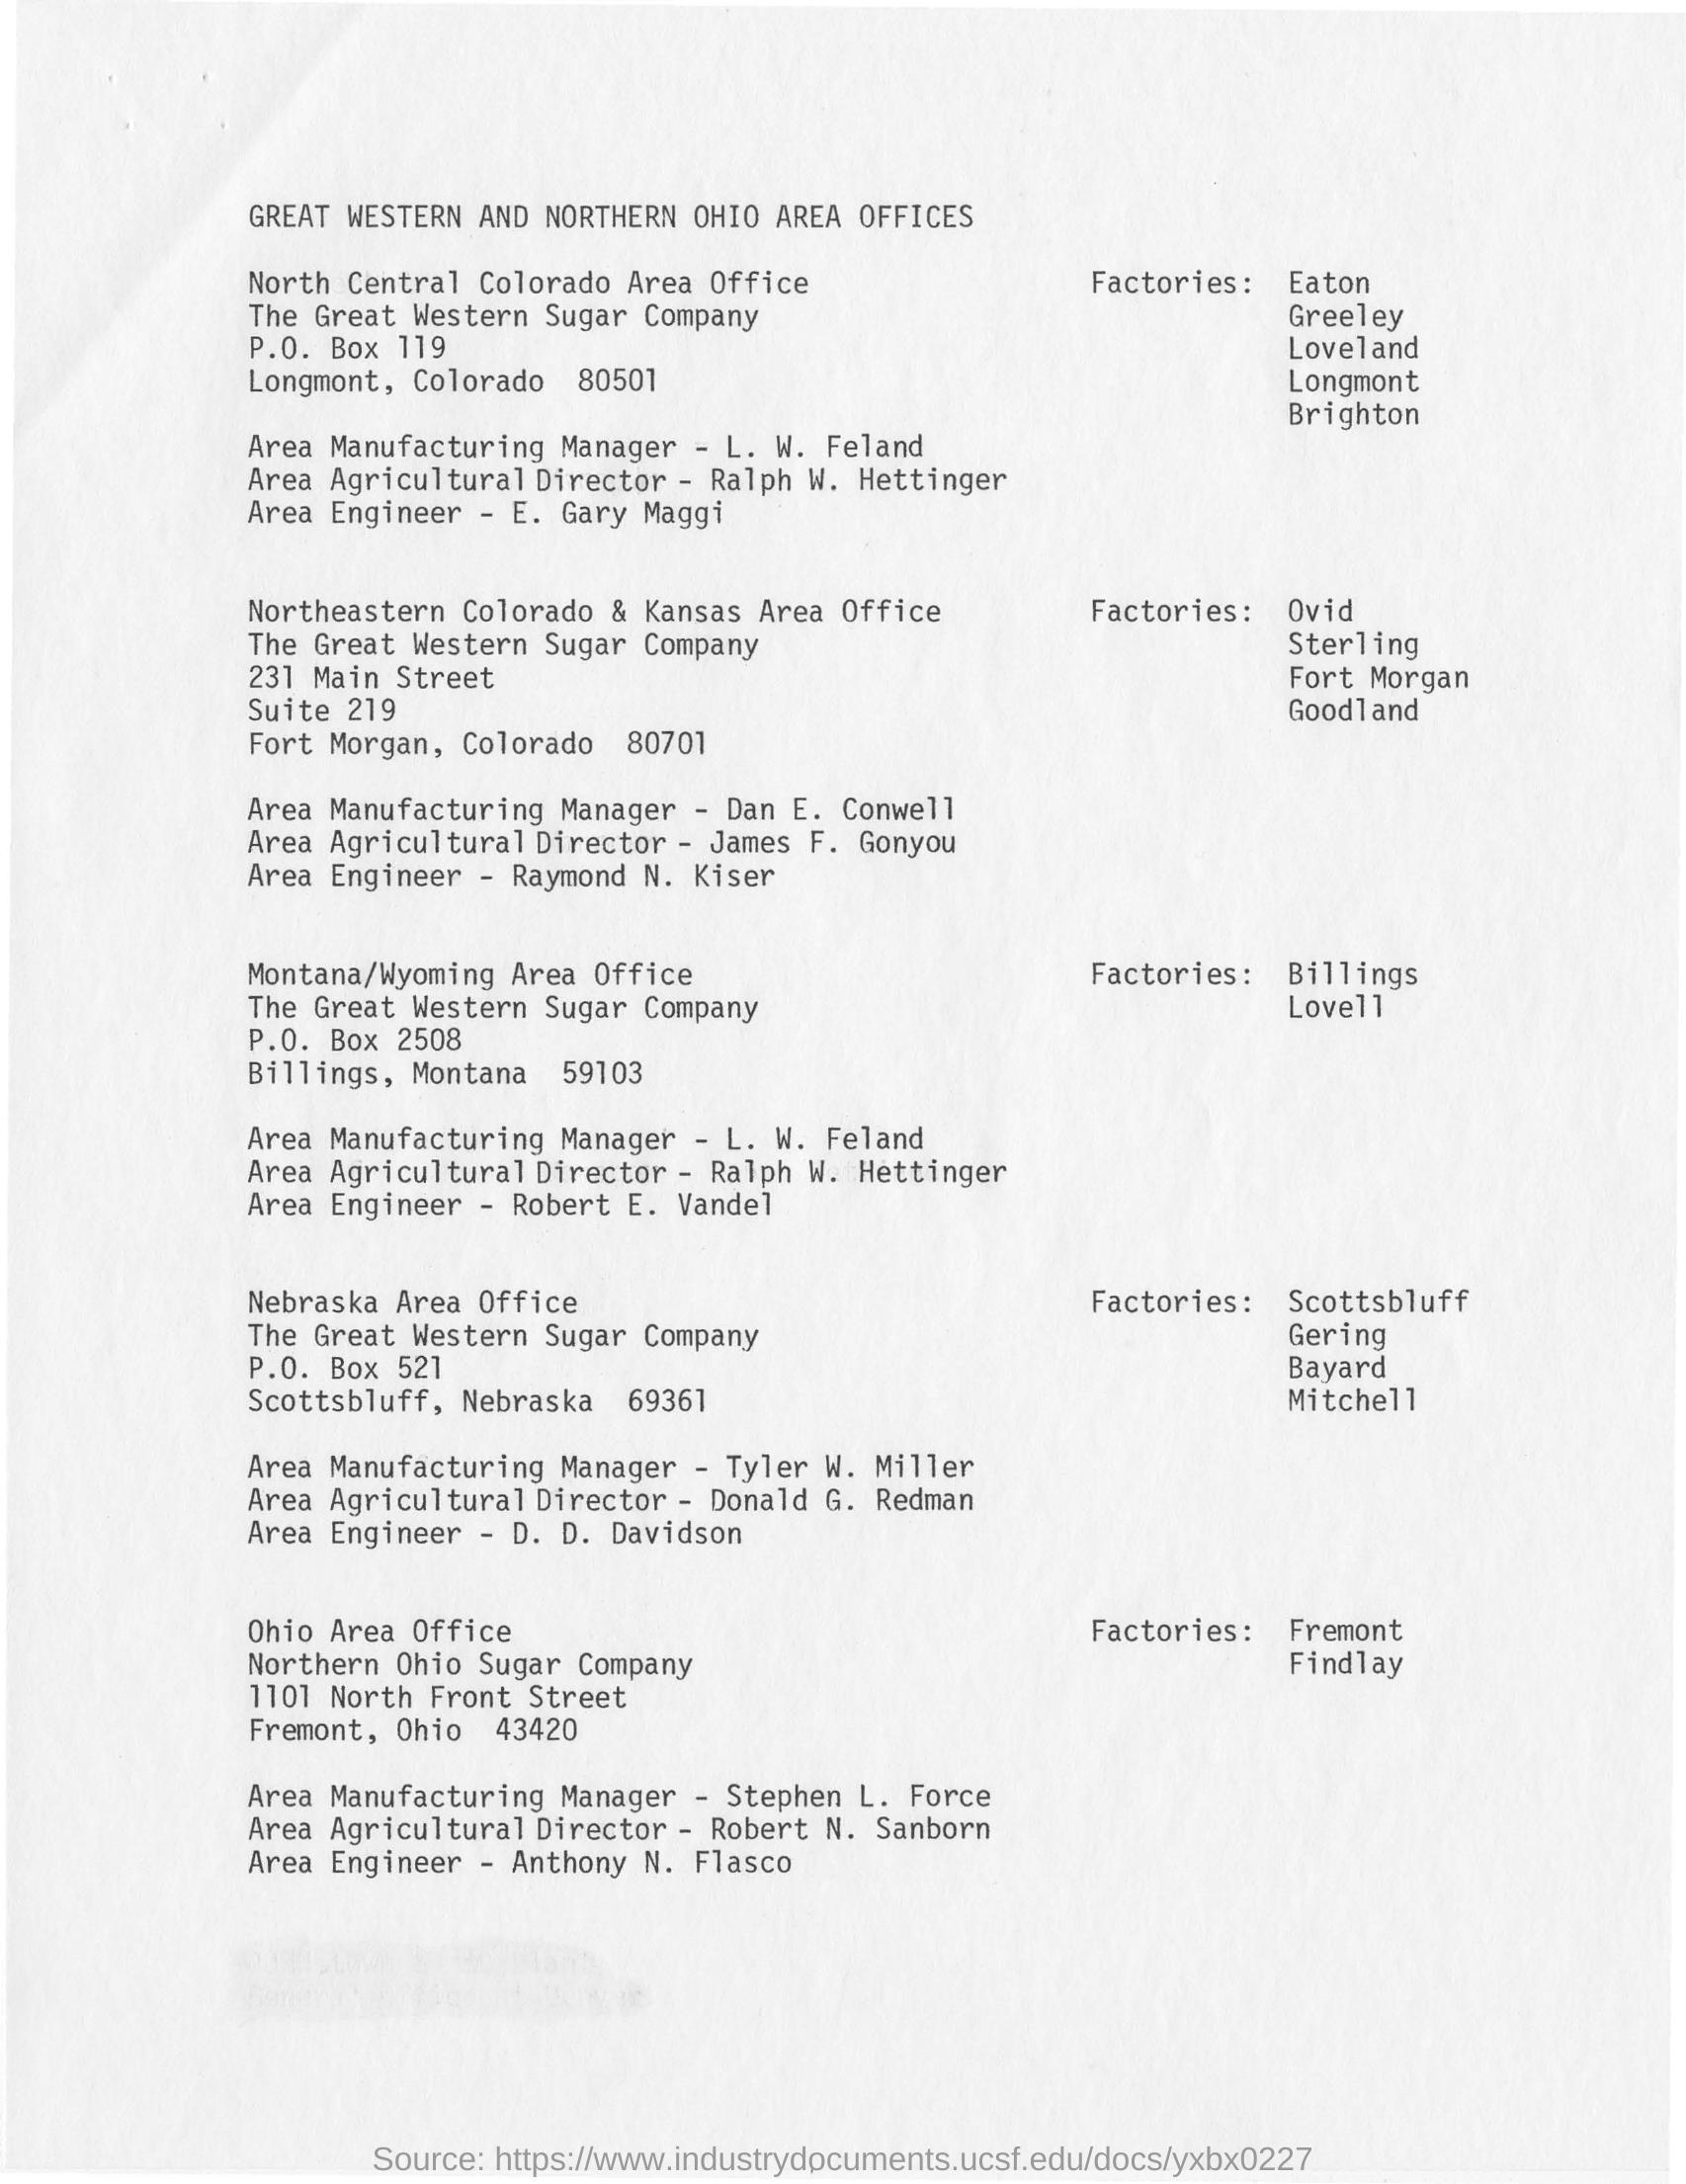 GREAT WESTERN AND NORTHERN OHIO AREA OFFICES
North Central Colorado Area Office Factories: Eaton
The Great Western Sugar Company Greeley
P.O. Box 119 Loveland
Longmont, Colorado 80501 Longmont
Brighton
Area Manufacturing Manager - L. W. Feland
Area Agricultural Director - Ralph W. Hettinger
Area Engineer - E. Gary Maggi
Northeastern Colorado & Kansas Area Office Factories: Ovid
The Great Western Sugar Company Sterling
231 Main Street Fort Morgan
Suite 219 Goodland
Fort Morgan, Colorado 80701
Area Manufacturing Manager - Dan E. Conwell
Area Agricultural Director - James F. Gonyou
Area Engineer - Raymond N. Kiser
Montana/Wyoming Area Office Factories: Billings
The Great Western Sugar Company Lovell
P.O. Box 2508
Billings, Montana 59103
Area Manufacturing Manager - L. W. Feland
Area Agricultural Director - Ralph W. Hettinger
Area Engineer - Robert E. Vandel
Nebraska Area Office Factories: Scottsbluff
The Great Western Sugar Company Gering
P.O. Box 521 Bayard
Scottsbluff, Nebraska 69361 Mitchell
Area Manufacturing Manager - Tyler W. Miller
Area Agricultural Director - Donald G. Redman
Area Engineer - D. D. Davidson
Ohio Area Office Factories: Fremont
Northern Ohio Sugar Company Findlay
1101 North Front Street
Fremont, Ohio 43420
Area Manufacturing Manager - Stephen L. Force
Area Agricultural Director - Robert N. Sanborn
Area Engineer - Anthony N. Flasco
Source: https://www.industrydocuments.ucsf.edu/docs/yxbx0227